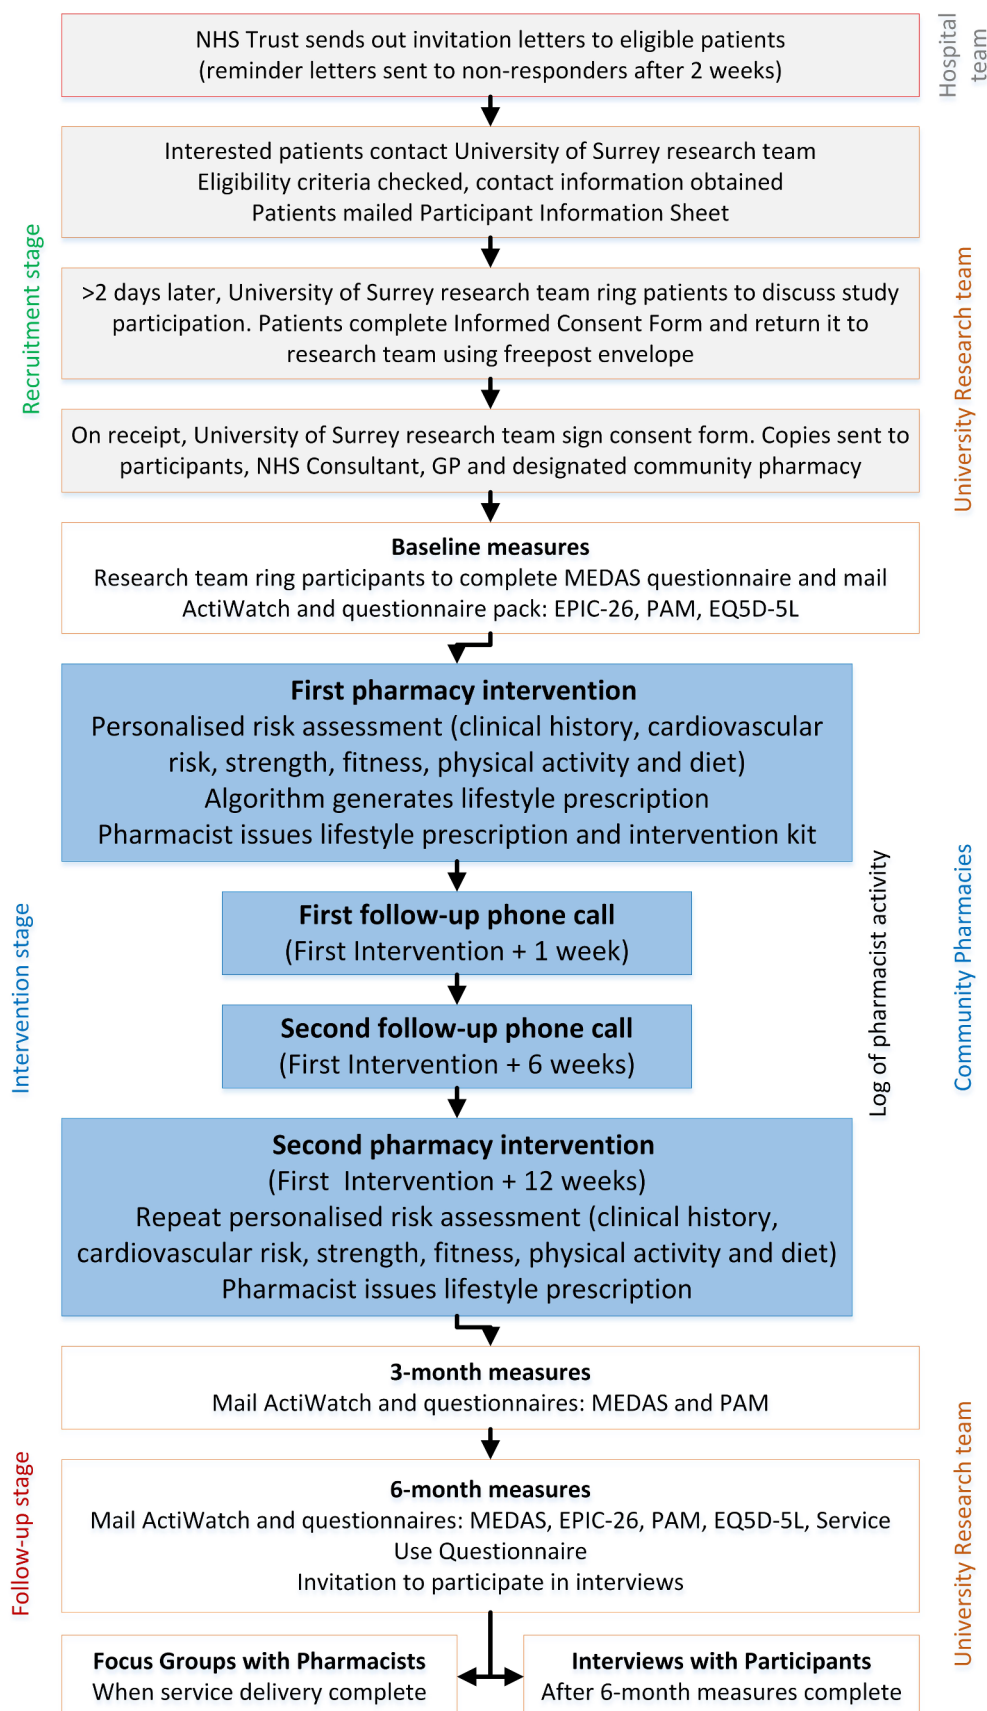 NHS Trust sends out invitation letters to eligible patients
(reminder letters sent to non-responders after 2 weeks)
Hospital
team
Interested patients contact University of Surrey research team
Eligibility criteria checked, contact information obtained
Patients mailed Participant Information Sheet
Recruitment stage
>2 days later, University of Surrey research team ring patients to discuss study
participation. Patients complete Informed Consent Form and return it to
research team using freepost envelope
University Research team
On receipt, University of Surrey research team sign consent form. Copies sent to
participants, NHS Consultant, GP and designated community pharmacy
Baseline measures
Research team ring participants to complete MEDAS questionnaire and mail
ActiWatch and questionnaire pack: EPIC-26, PAM, EQ5D-5L
First pharmacy intervention
Personalised risk assessment (clinical history, cardiovascular
risk, strength, fitness, physical activity and diet)
Algorithm generates lifestyle prescription
Pharmacist issues lifestyle prescription and intervention kit
First follow-up phone call
(First Intervention + 1 week)
Intervention stage
Log of pharmacist activity
Community Pharmacies
Second follow-up phone call
(First Intervention + 6 weeks)
Second pharmacy intervention
(First  Intervention + 12 weeks)
Repeat personalised risk assessment (clinical history,
cardiovascular risk, strength, fitness, physical activity and diet)
Pharmacist issues lifestyle prescription
3-month measures
Mail ActiWatch and questionnaires: MEDAS and PAM
Follow-up stage
6-month measures
Mail ActiWatch and questionnaires: MEDAS, EPIC-26, PAM, EQ5D-5L, Service
Use Questionnaire
Invitation to participate in interviews
University Research team
Focus Groups with Pharmacists
When service delivery complete
Interviews with Participants
After 6-month measures complete